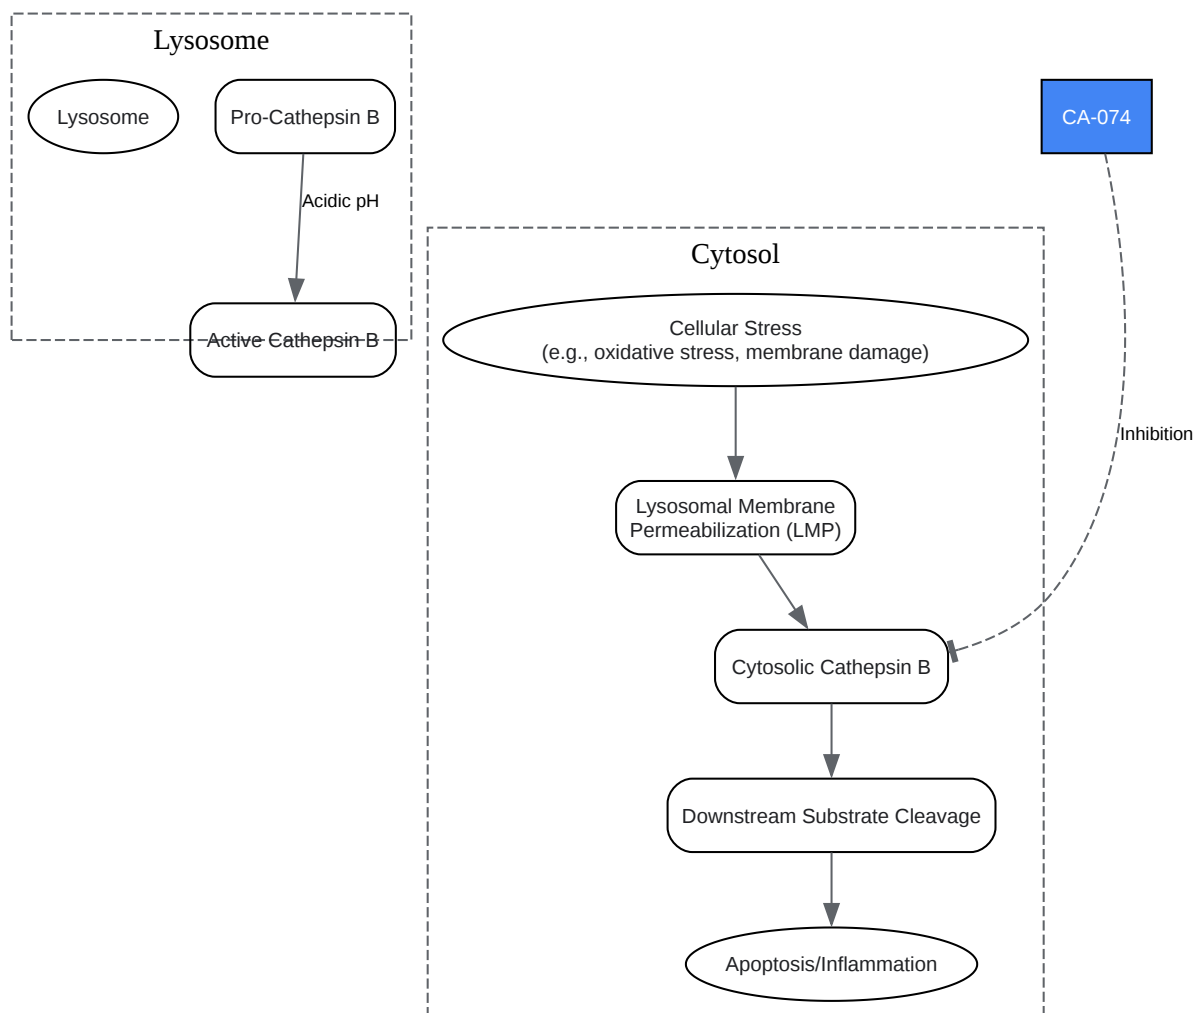 Lysosome
Lysosome
Pro-Cathepsin B
CA-074
Acidic pH
Cytosol
Active Cathepsin B
Cellular Stress
(e.g., oxidative stress, membrane damage)
Inhibition
Lysosomal Membrane
Permeabilization (LMP)
Cytosolic Cathepsin B
Downstream Substrate Cleavage
Apoptosis/Inflammation